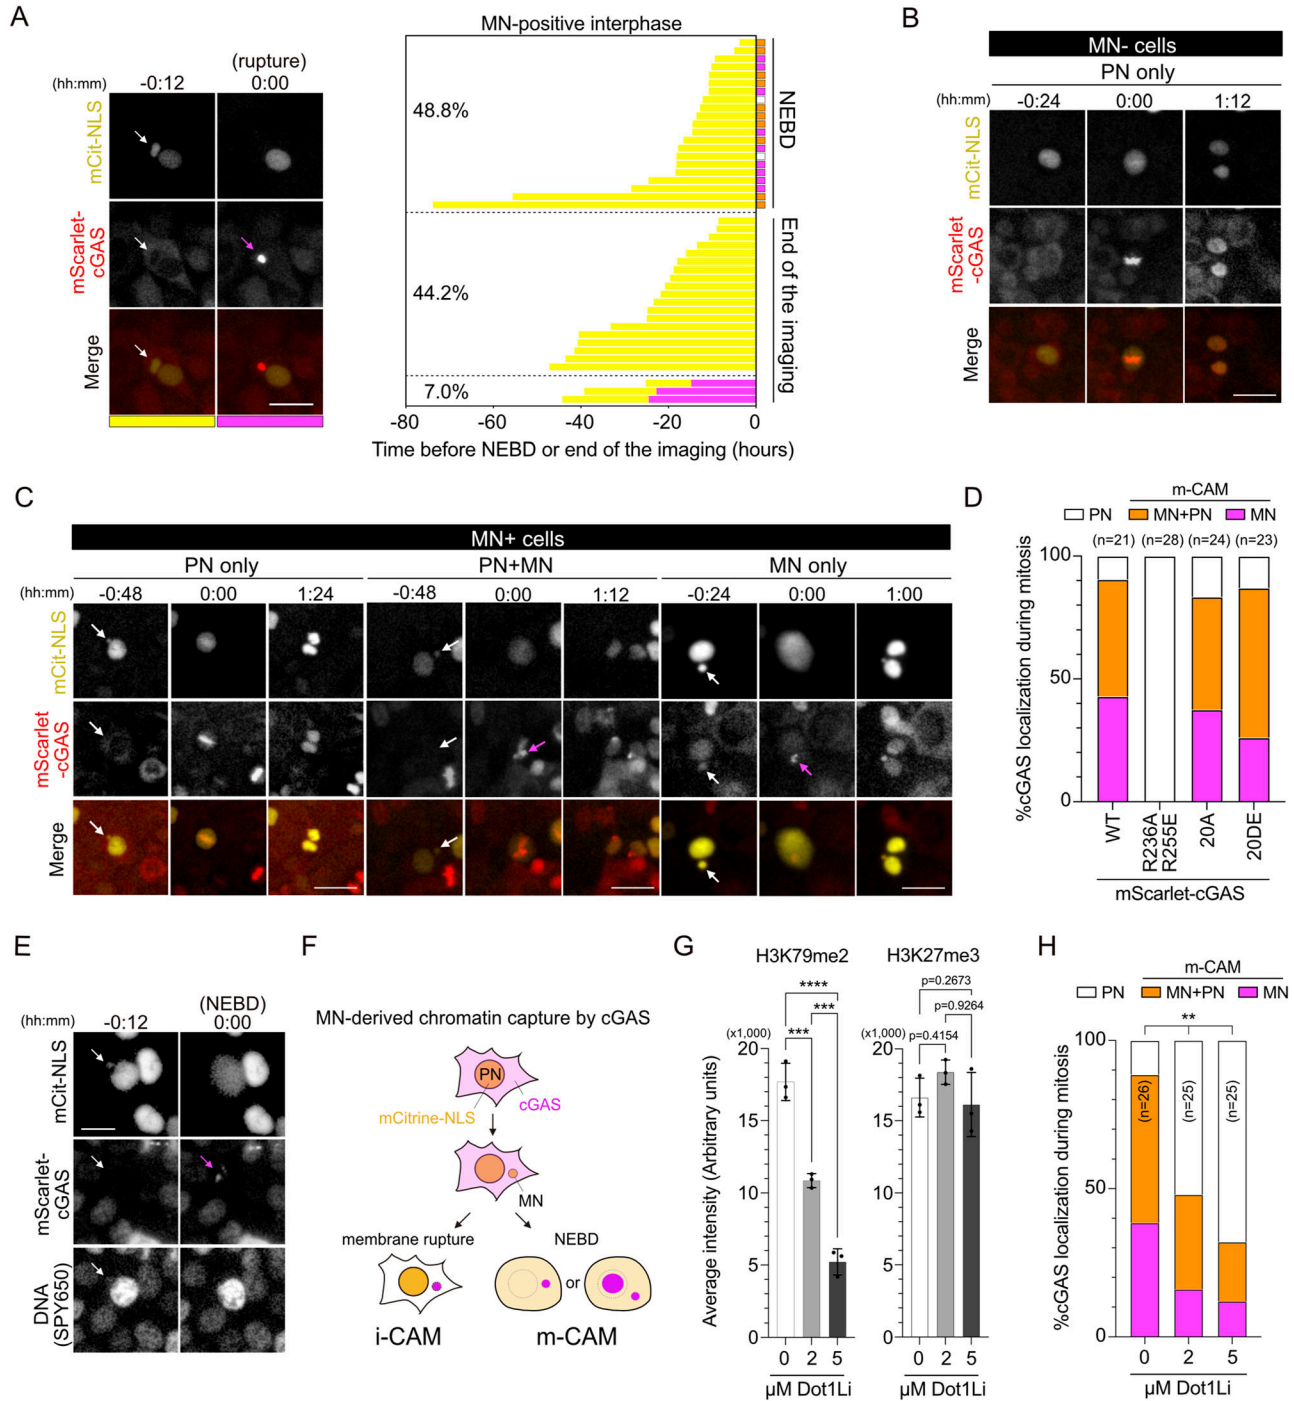 A
MN-positive interphase
(rupture)
(hh:mm)
-0:12
0:00
mCit-NLS
mScarlet-
cGAS
Merge
48.8%
NEBD
44.2%
End of the imaging
7.0%
-80
-60
-40
-20
0
Time before NEBD or end of the imaging (hours)
B
MN- cells
PN only
(hh:mm)
-0:24
0:00
1:12
mCit-NLS
mScarlet
-cGAS
Merge
C
MN+ cells
PN only
PN+MN
MN only
(hh:mm)
-0:48
0:00
1:24
-0:48
0:00
1:12
-0:24
0:00
1:00
mCit-NLS
mScarlet
-cGAS
Merge
D
m-CAM
PN
MN+PN
MN
(n=21)
(n=28)
(n=24)
(n=23)
%cGAS localization during mitosis
100
50
0
WT
R236A
R255E
20A
20DE
mScarlet-cGAS
E
(NEBD)
(hh:mm)
-0:12
0:00
mCit-NLS
mScarlet-
cGAS
DNA
(SPY650)
F
MN-derived chromatin capture by cGAS
PN
mCitrine-NLS
cGAS
MN
membrane rupture
NEBD
or
i-CAM
m-CAM
G
H3K79me2
****
***
***
(x1,000)
20
15
10
5
0
Average intensity (Arbitrary units)
0
2
5
µM Dot1Li
H3K27me3
p=0.2673
p=0.9264
p=0.4154
(x1,000)
20
15
10
5
0
0
2
5
µM Dot1Li
H
m-CAM
PN
MN+PN
MN
**
%cGAS localization during mitosis
100
50
0
(n=26)
(n=25)
(n=25)
0
2
5
µM Dot1Li